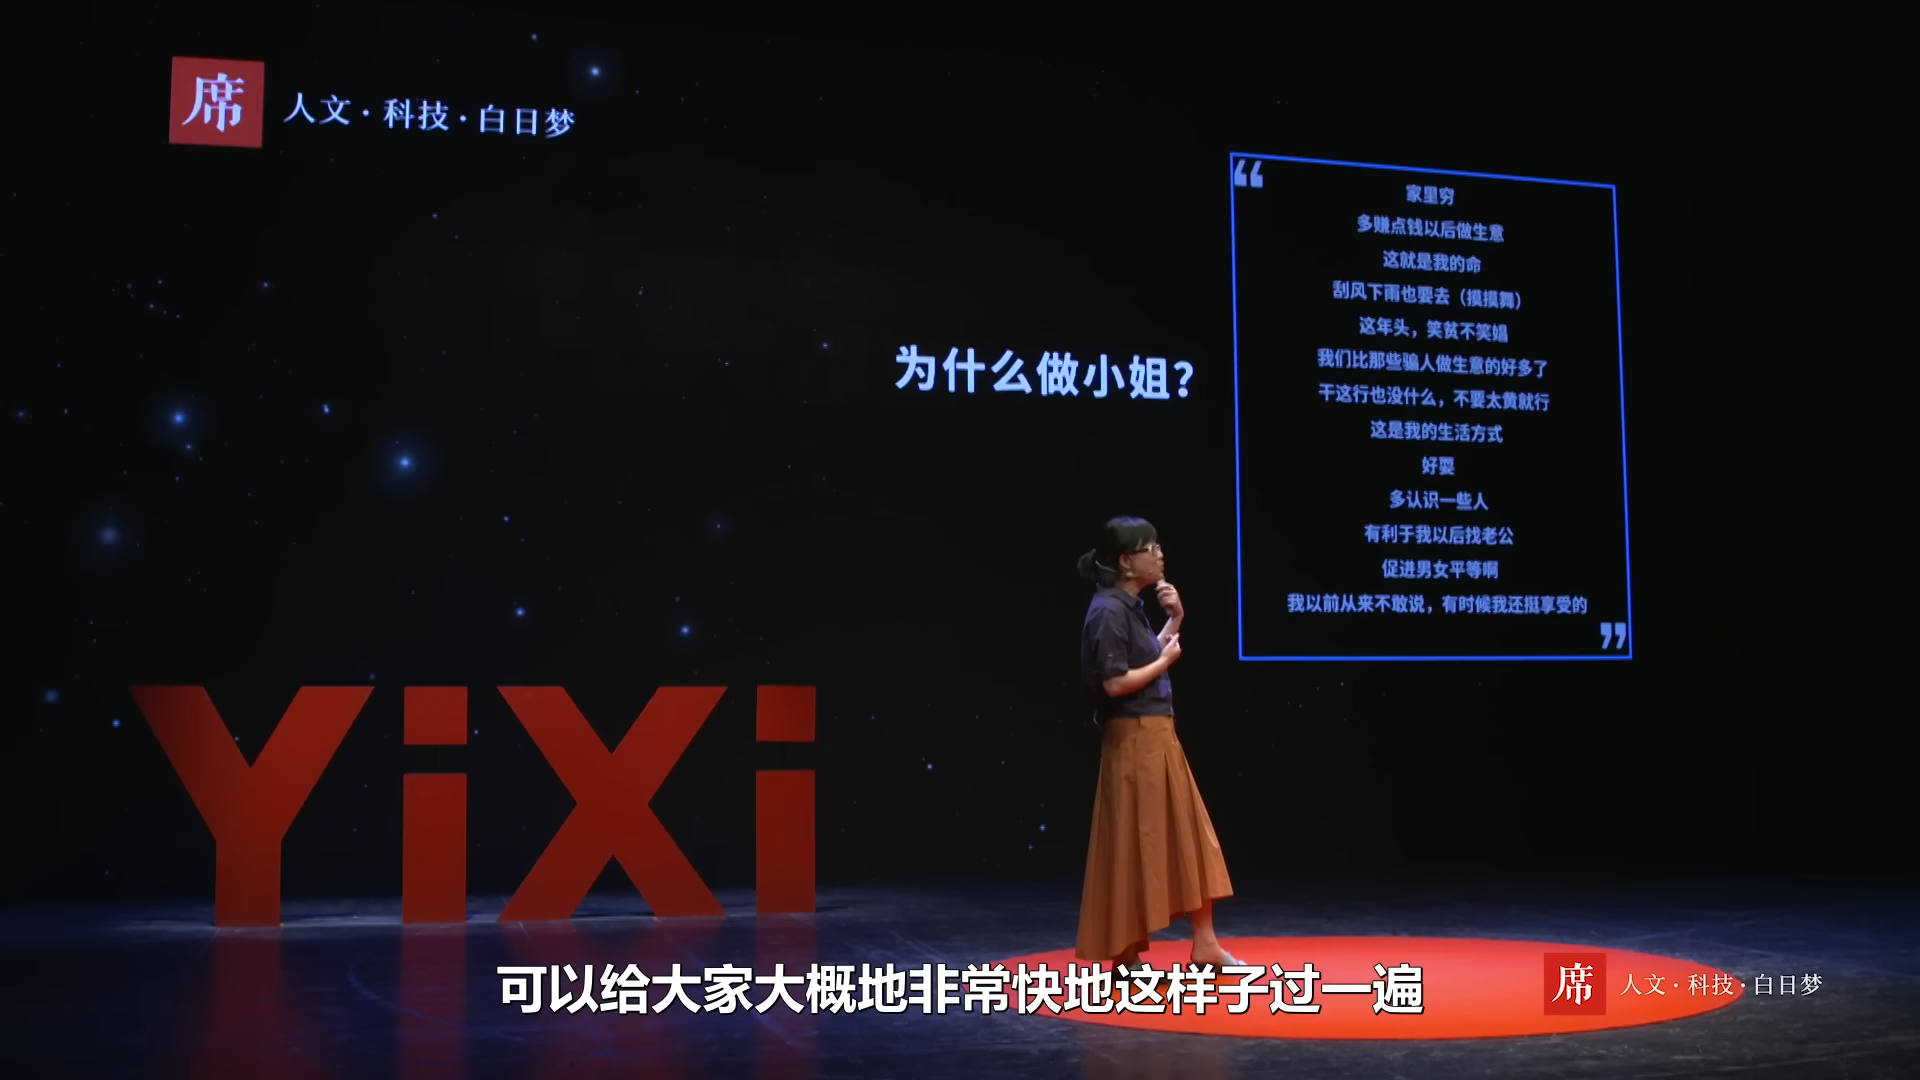 席 人文·科技·白日梦
“
家里穷
多赚点钱以后做生意
这就是我的命
刮风下雨也要去（摸摸舞）
这年头，笑贫不笑娼
为什么做小姐？
我们比那些骗人做生意的好多了
干这行也没什么，不要太黄就行
这是我的生活方式
好耍
多认识一些人
有利于我以后找老公
促进男女平等啊
我以前从来不敢说，有时候我还挺享受的
”
YiXi
可以给大家大概地非常快地这样子过一遍
席 人文·科技·白日梦